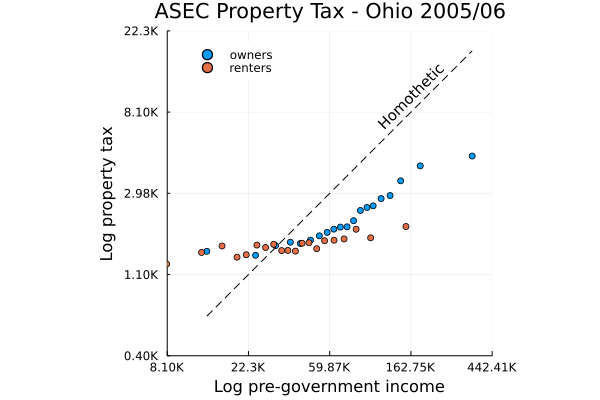 ASEC Property Tax - Ohio 2005/06
22.3K
owners
renters
Homothetic
8.10K
Log property tax
2.98K
1.10K
0.40K
8.10K 22.3K 59.87K 162.75K 442.41K
Log pre-government income